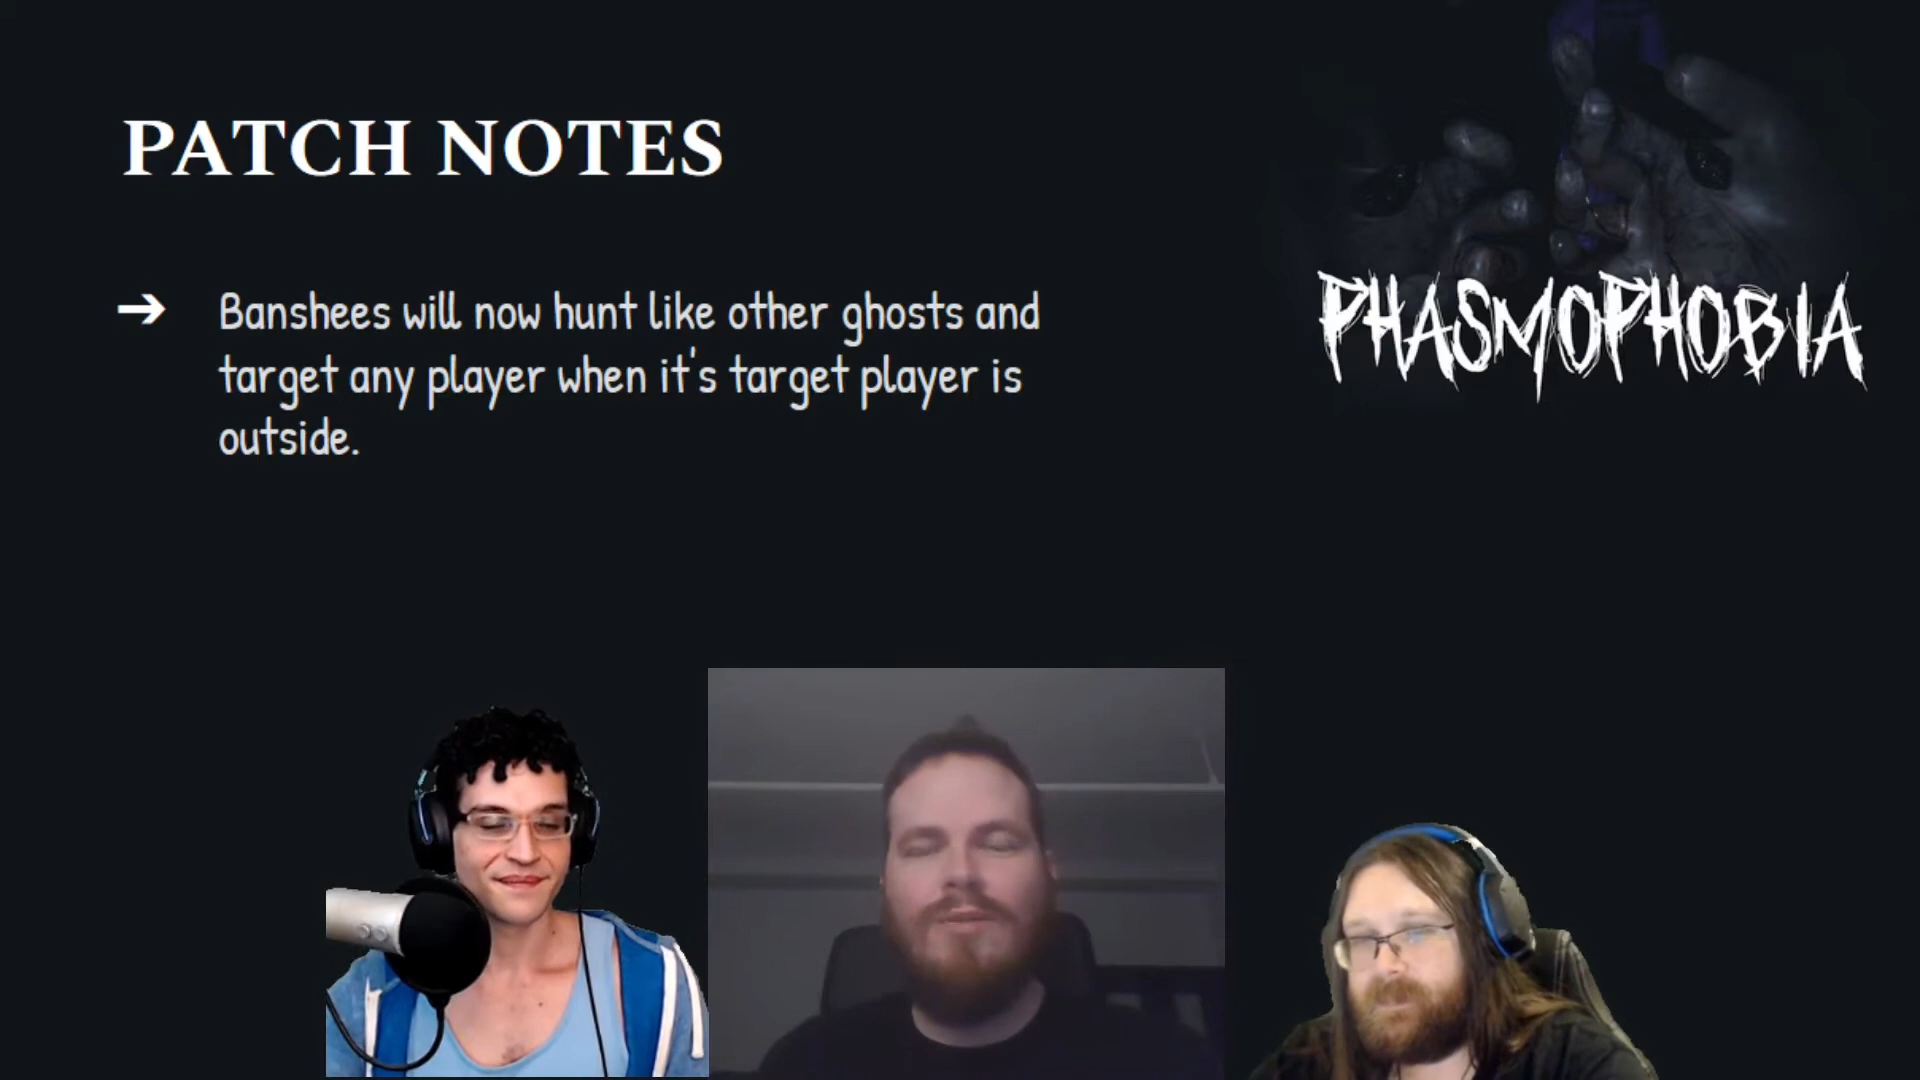 PATCH NOTES
➔ Banshees will now hunt like other ghosts and
target any player when it's target player is
outside.
PHASMOPHOBIA